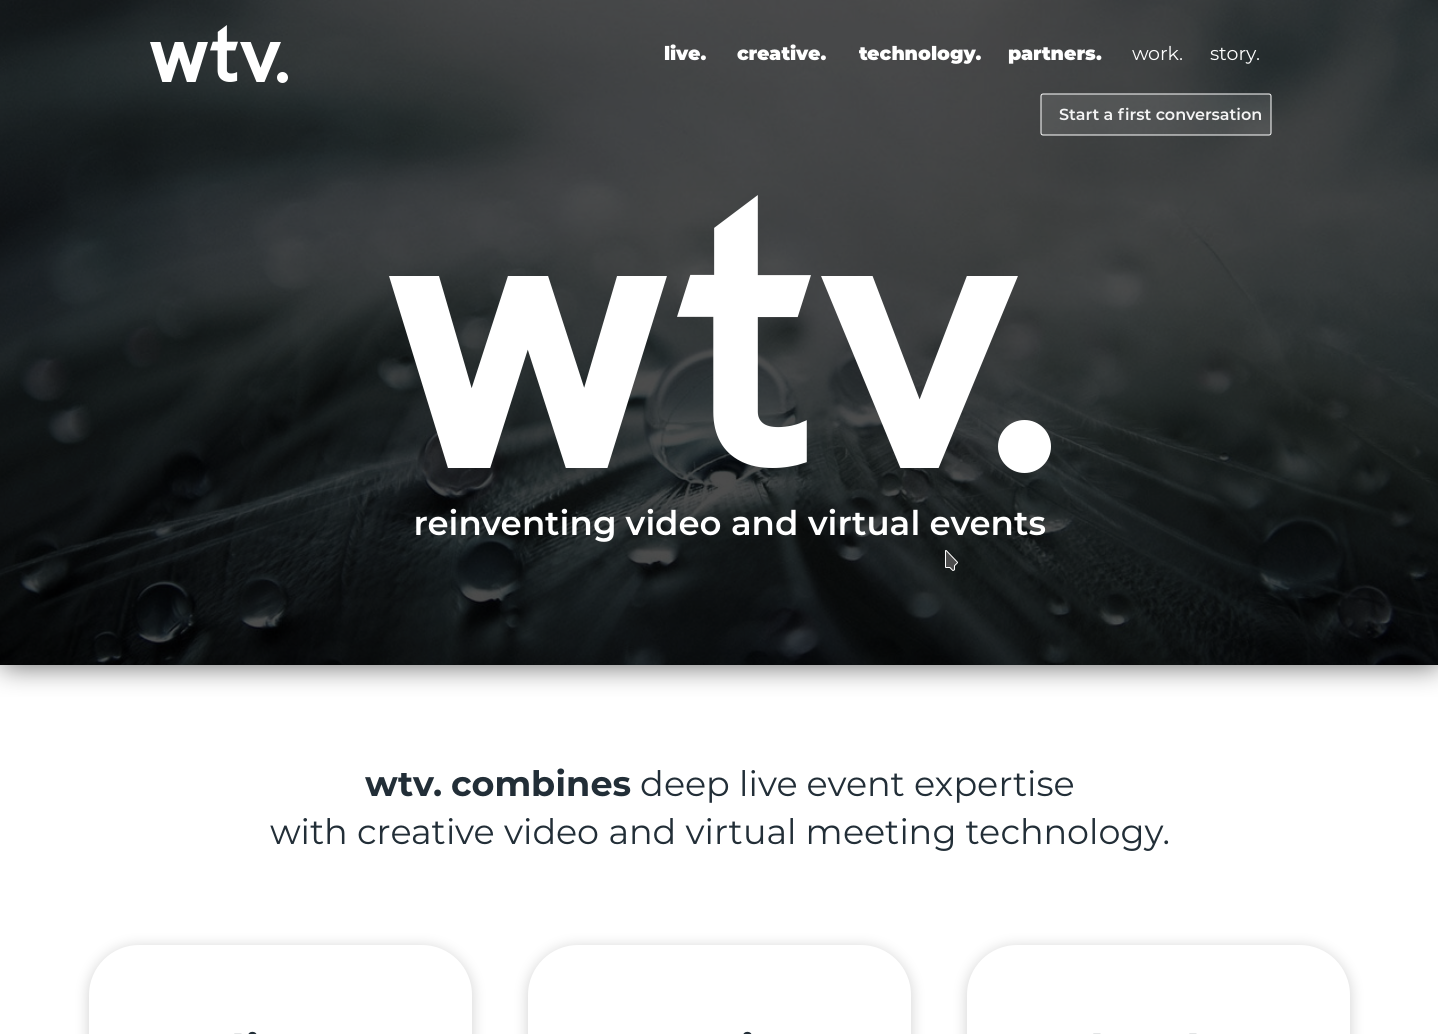 wtv.
live. creative. technology. partners. work. story.
Start a first conversation
wtv.
reinventing video and virtual events
wtv. combines deep live event expertise
with creative video and virtual meeting technology.